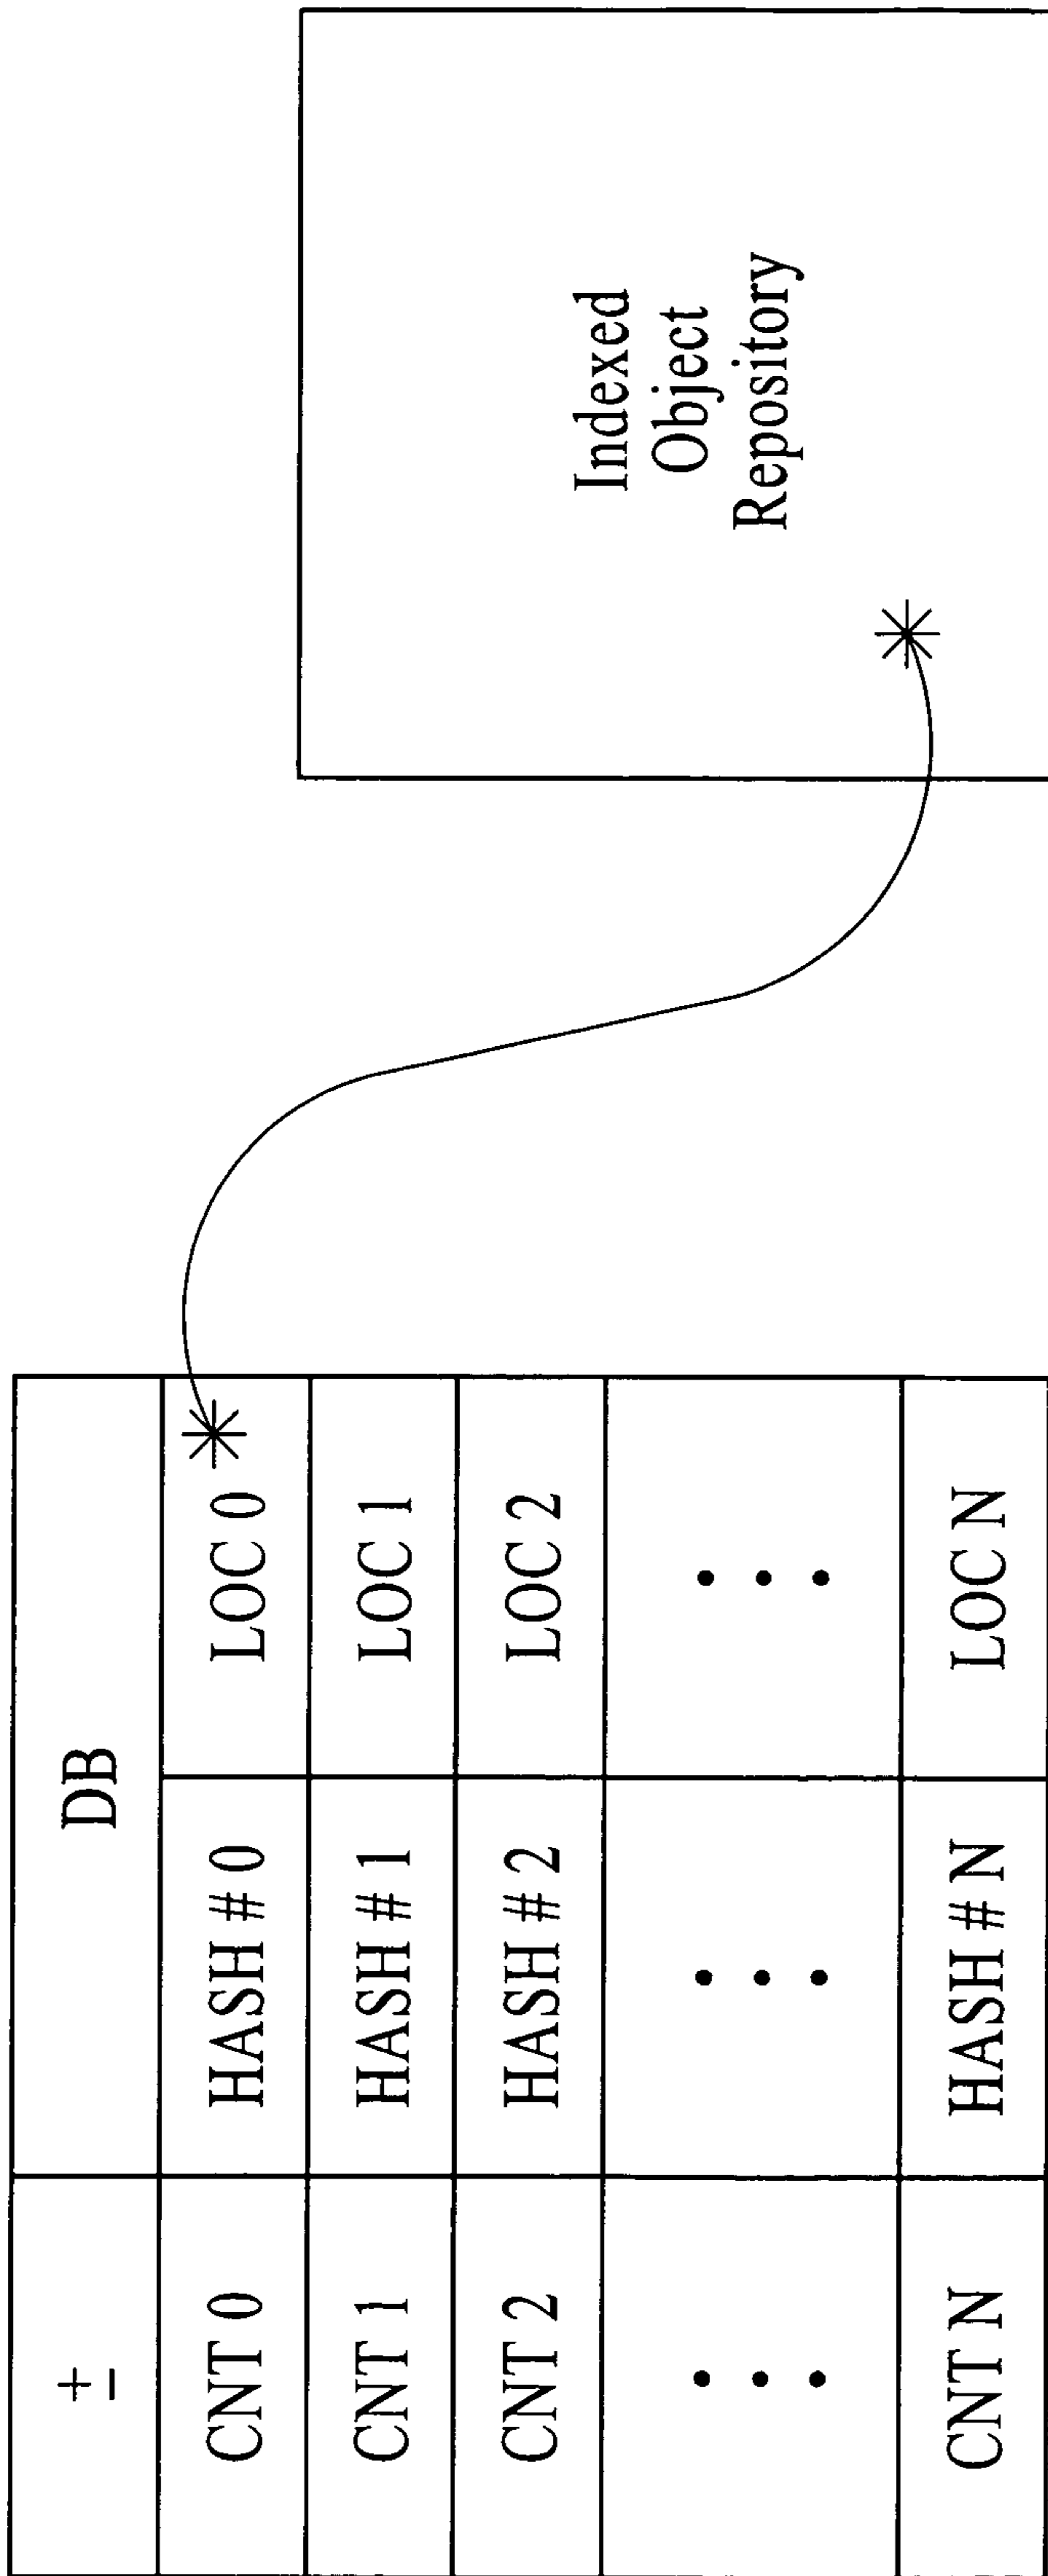 ± DB
CNT 0 HASH # 0 LOC 0
CNT 1 HASH # 1 LOC 1
CNT 2 HASH # 2 LOC 2
CNT N HASH # N LOC N
Indexed
Object
Repository